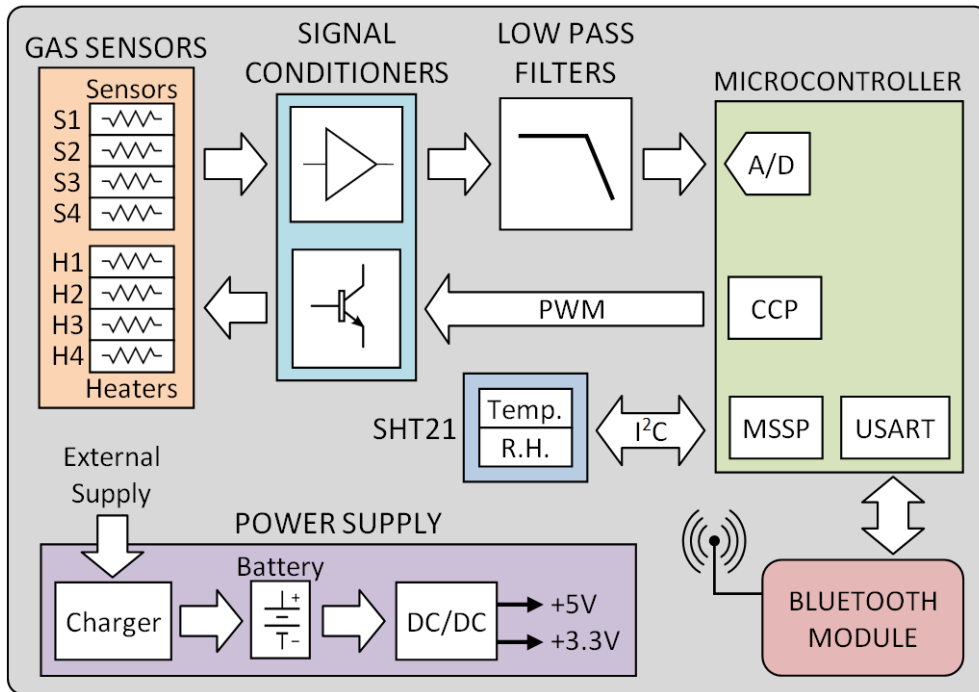 GAS SENSORS
Sensors
S1
S2
S3
S4
H1
H2
H3
H4
Heaters
SIGNAL
CONDITIONERS
LOW PASS
FILTERS
MICROCONTROLLER
A/D
PWM
CCP
SHT21
Temp.
R.H.
I²C
MSSP
USART
External
Supply
POWER SUPPLY
Charger
Battery
+
−
DC/DC
+5V
+3.3V
BLUETOOTH
MODULE